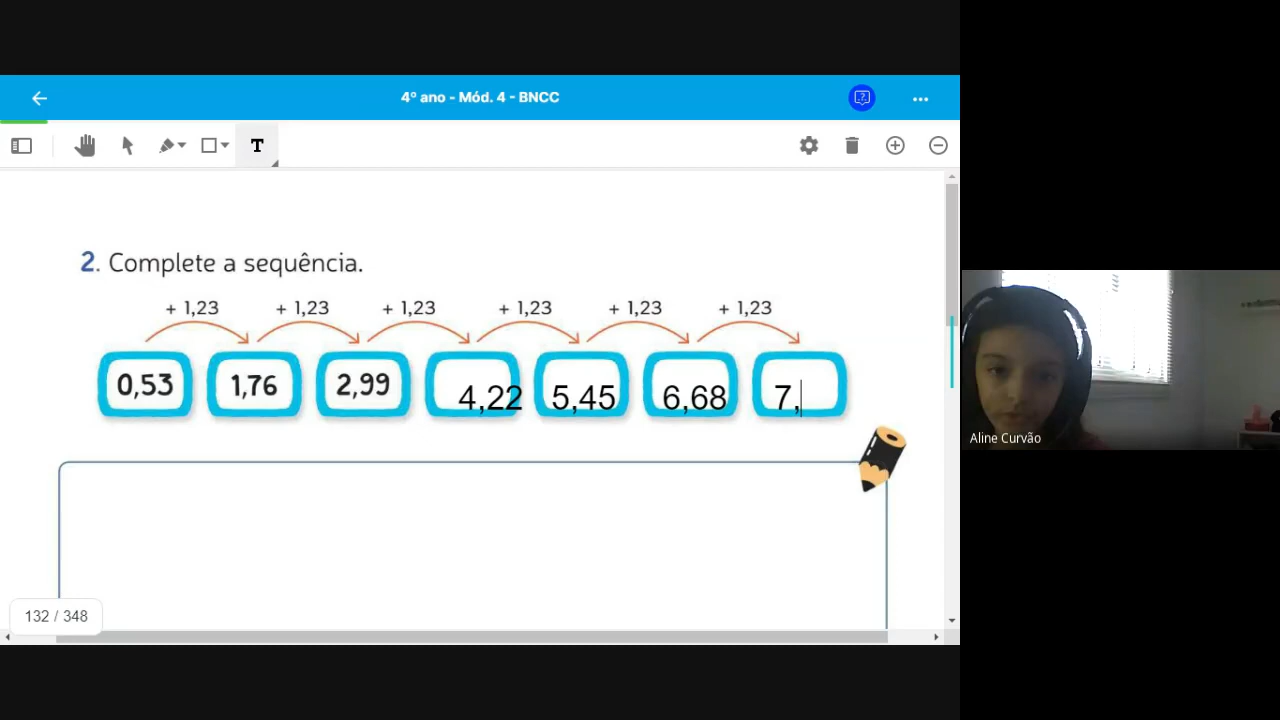 4º ano - Mód. 4 - BNCC
T
2. Complete a sequência.
+ 1,23 + 1,23 + 1,23 + 1,23 + 1,23 + 1,23
0,53 1,76 2,99 4,22 5,45 6,68 7,
Aline Curvão
132 / 348